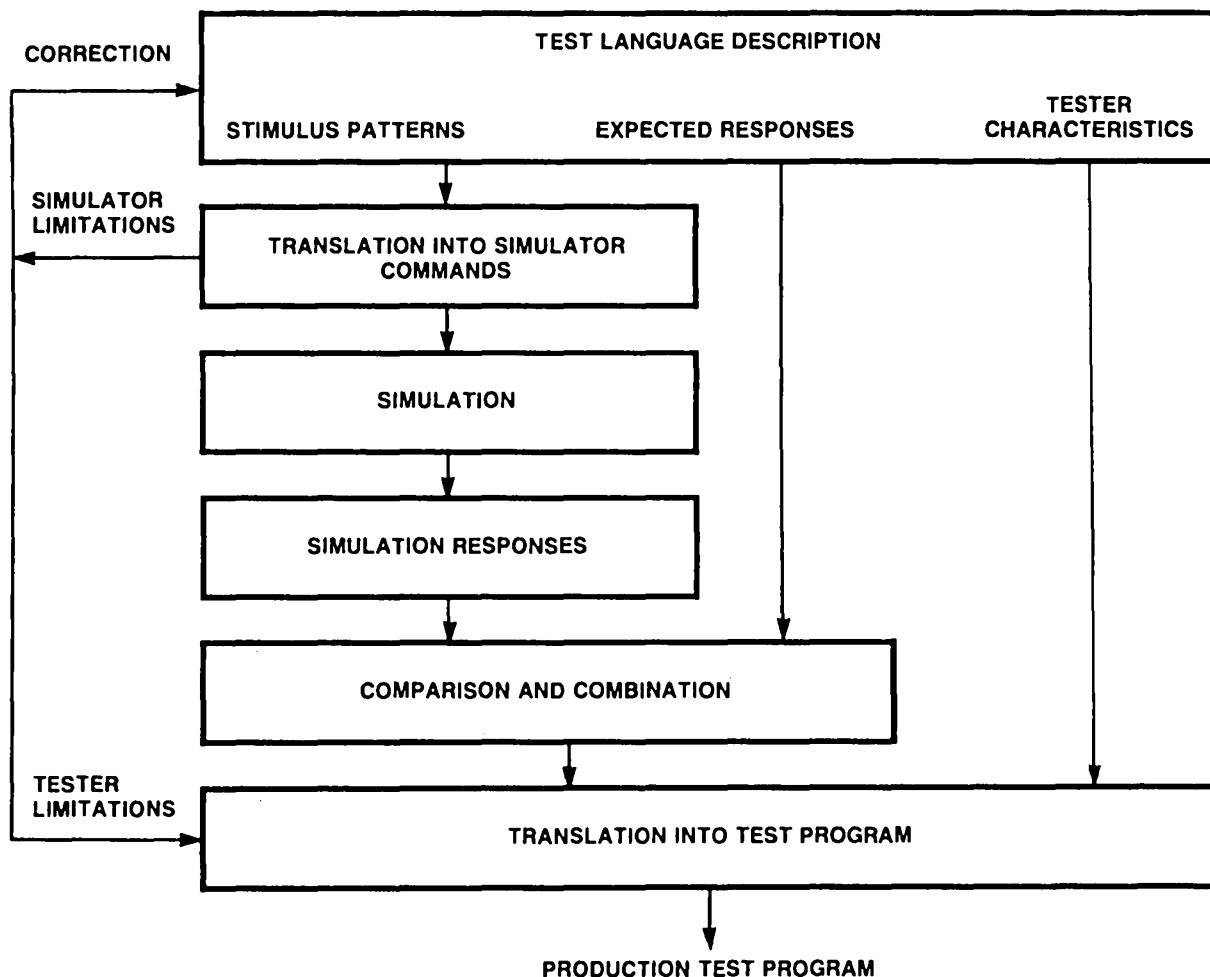 TEST LANGUAGE DESCRIPTION
CORRECTION
STIMULUS PATTERNS
EXPECTED RESPONSES
TESTER
CHARACTERISTICS
SIMULATOR
LIMITATIONS
TRANSLATION INTO SIMULATOR
COMMANDS
SIMULATION
SIMULATION RESPONSES
COMPARISON AND COMBINATION
TESTER
LIMITATIONS
TRANSLATION INTO TEST PROGRAM
PRODUCTION TEST PROGRAM